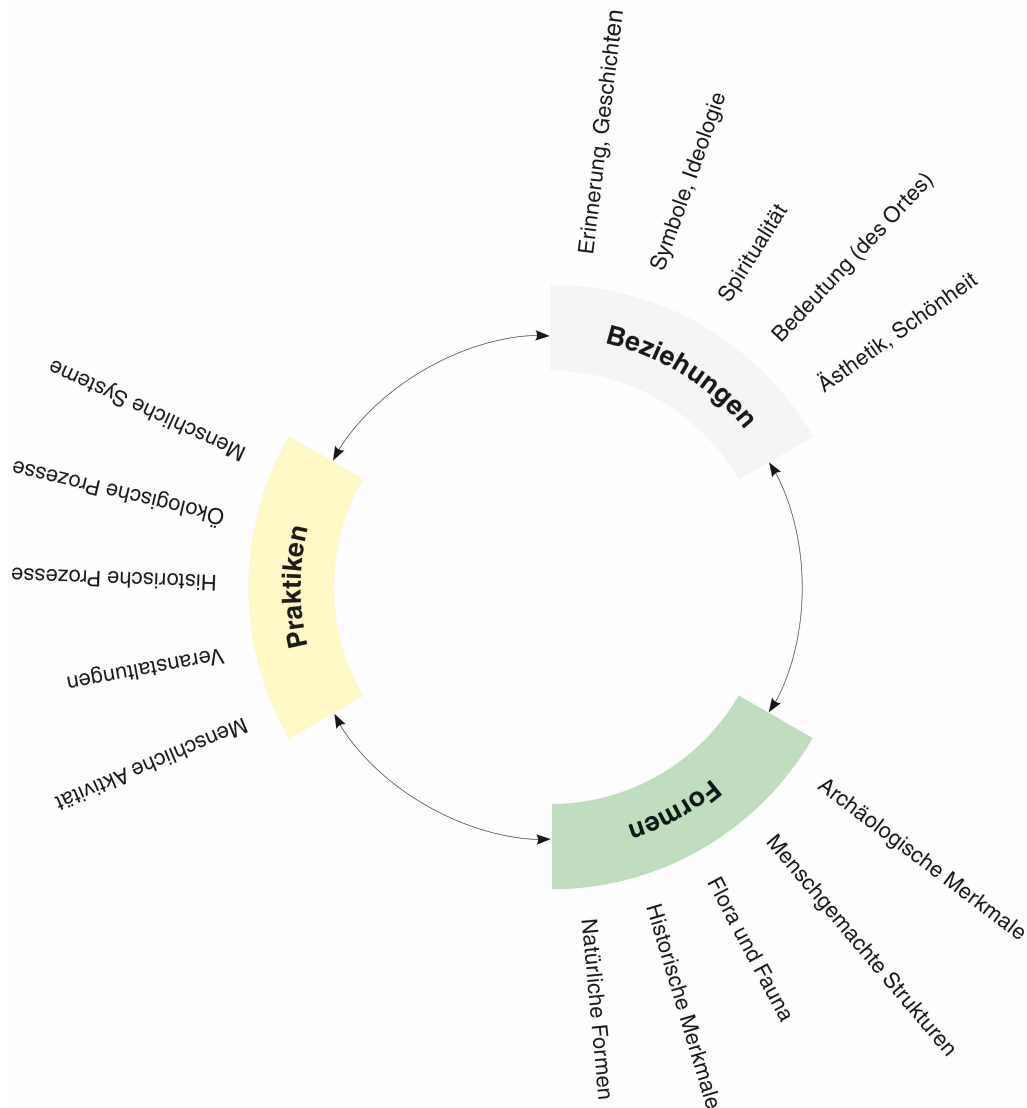 Beziehungen
Erinnerung, Geschichten
Symbole, Ideologie
Spiritualität
Bedeutung (des Ortes)
Ästhetik, Schönheit
Formen
Archäologische Merkmale
Menschgemachte Strukturen
Flora und Fauna
Historische Merkmale
Natürliche Formen
Praktiken
Menschliche Aktivität
Veranstaltungen
Historische Prozesse
Ökologische Prozesse
Menschliche Systeme